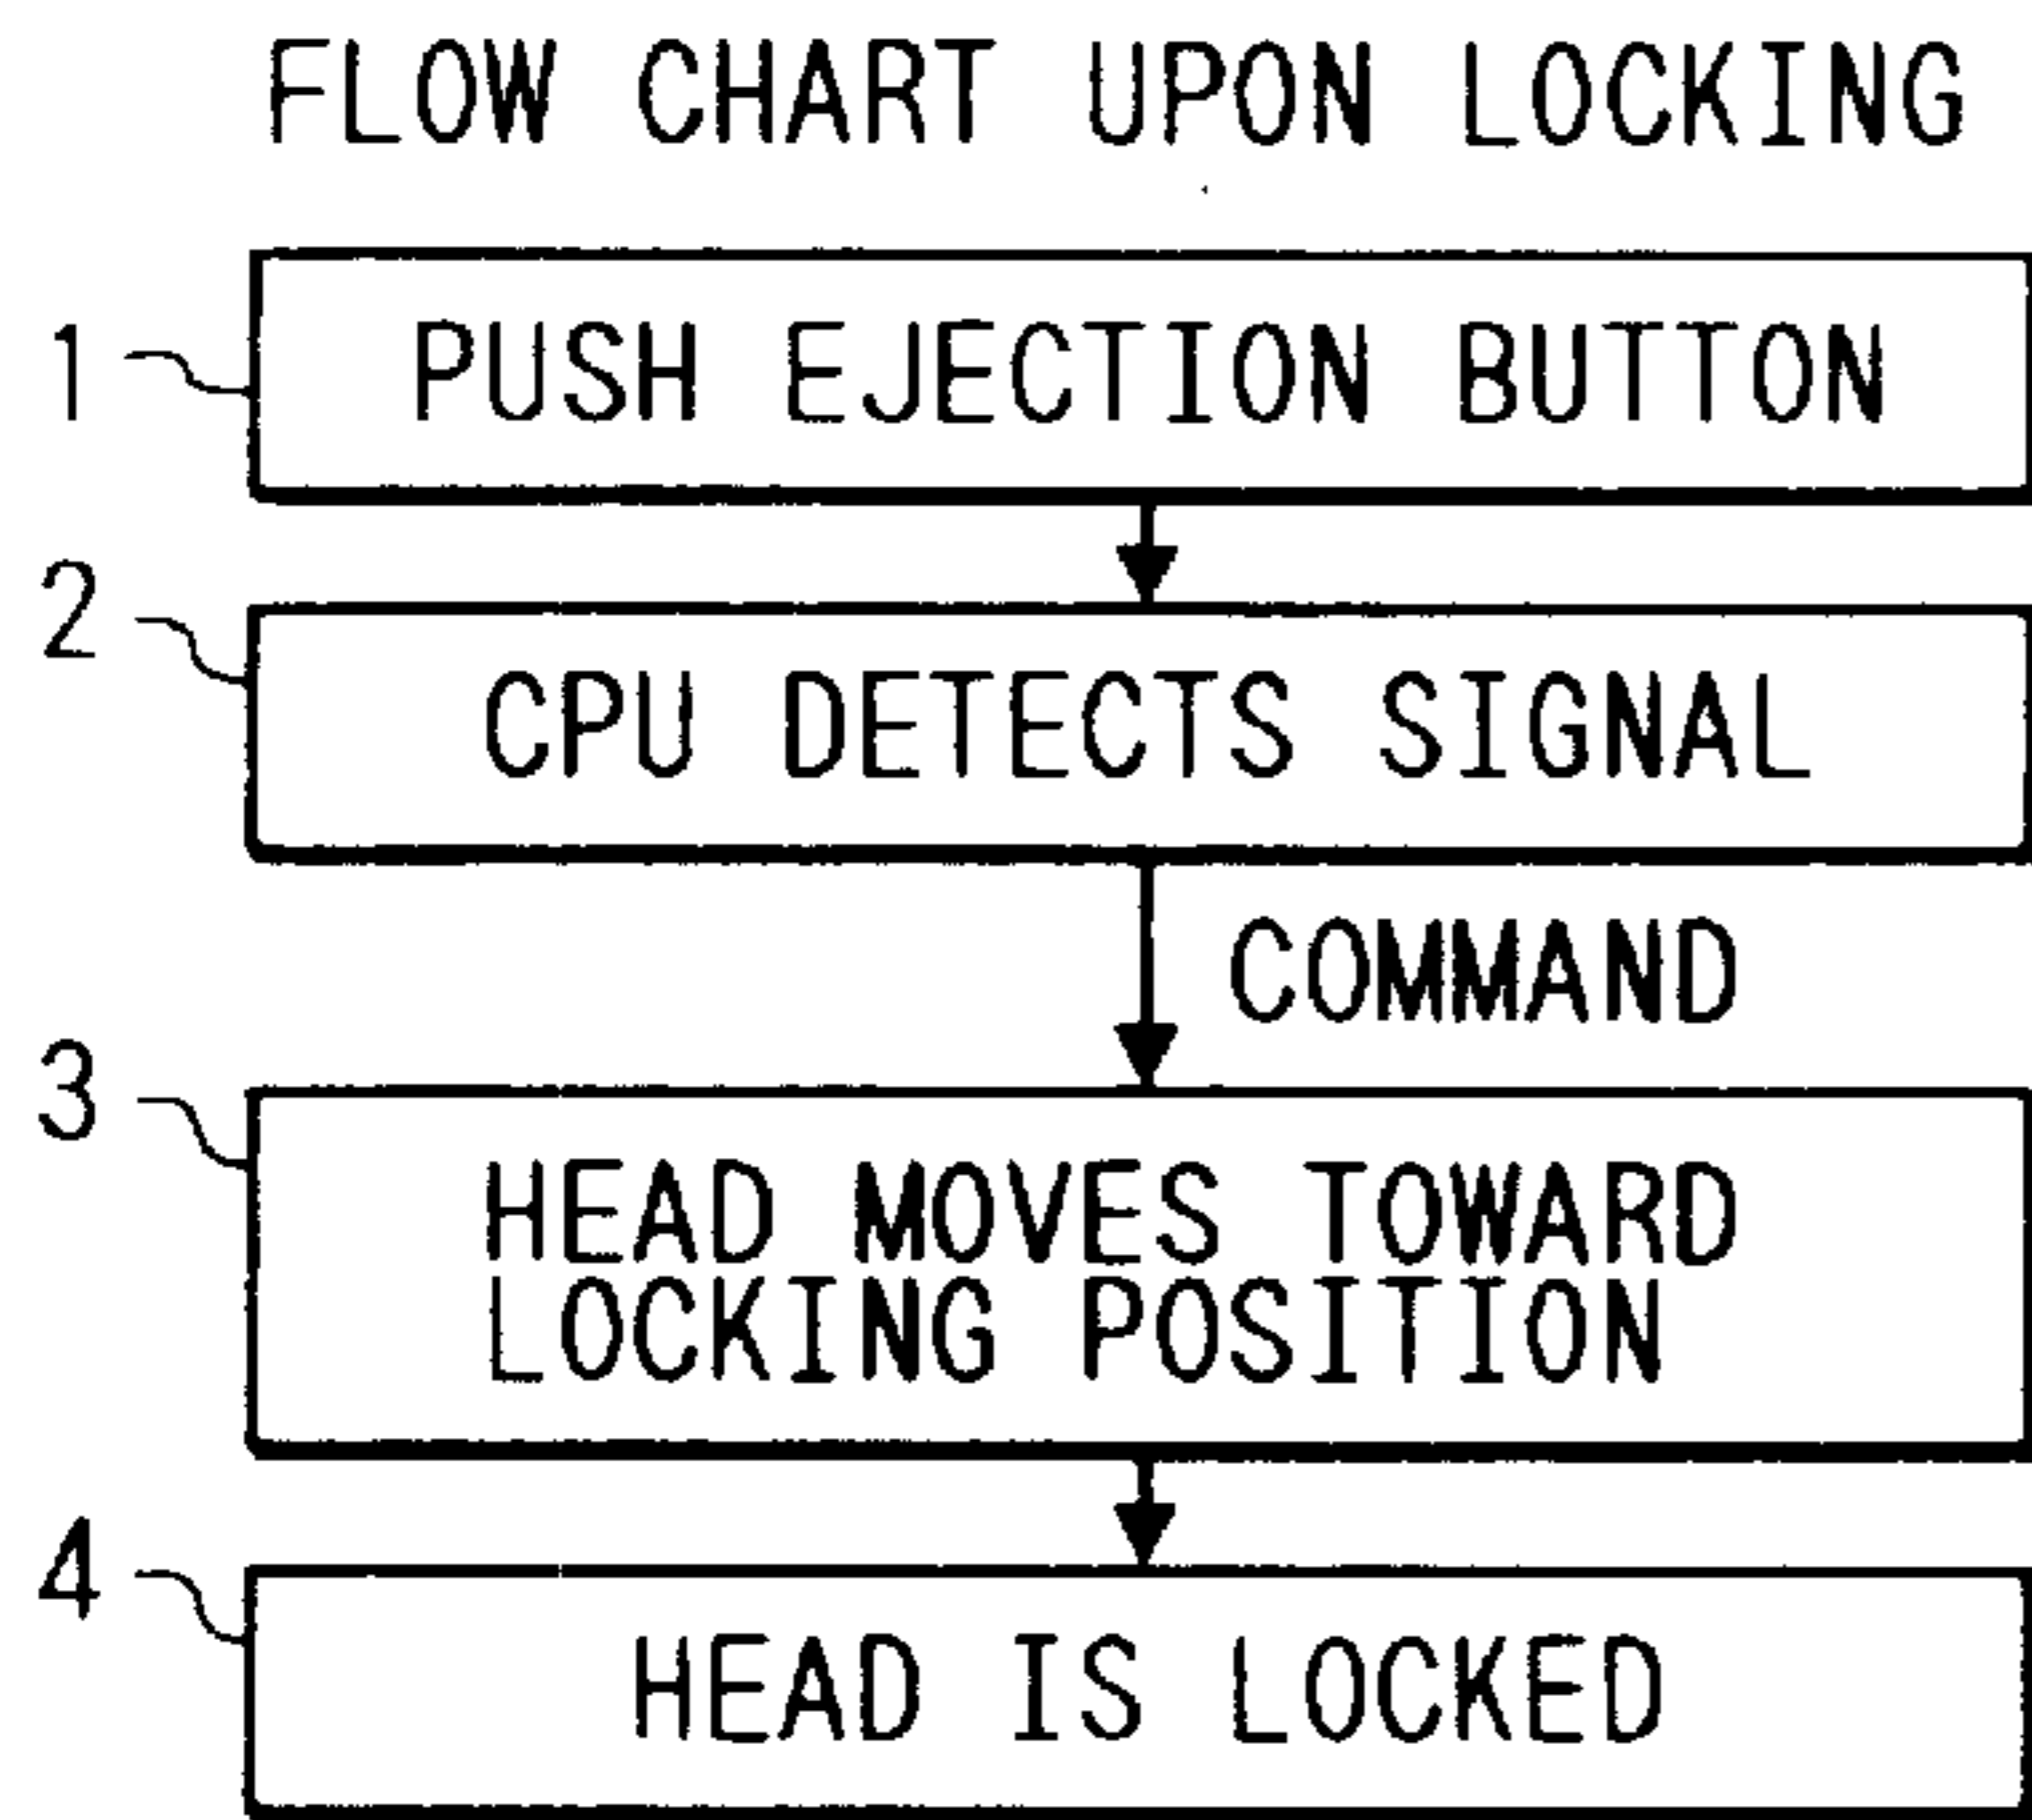 FLOW CHART UPON LOCKING
1
PUSH EJECTION BUTTON
2
CPU DETECTS SIGNAL
COMMAND
3
HEAD MOVES TOWARD
LOCKING POSITION
4
HEAD IS LOCKED